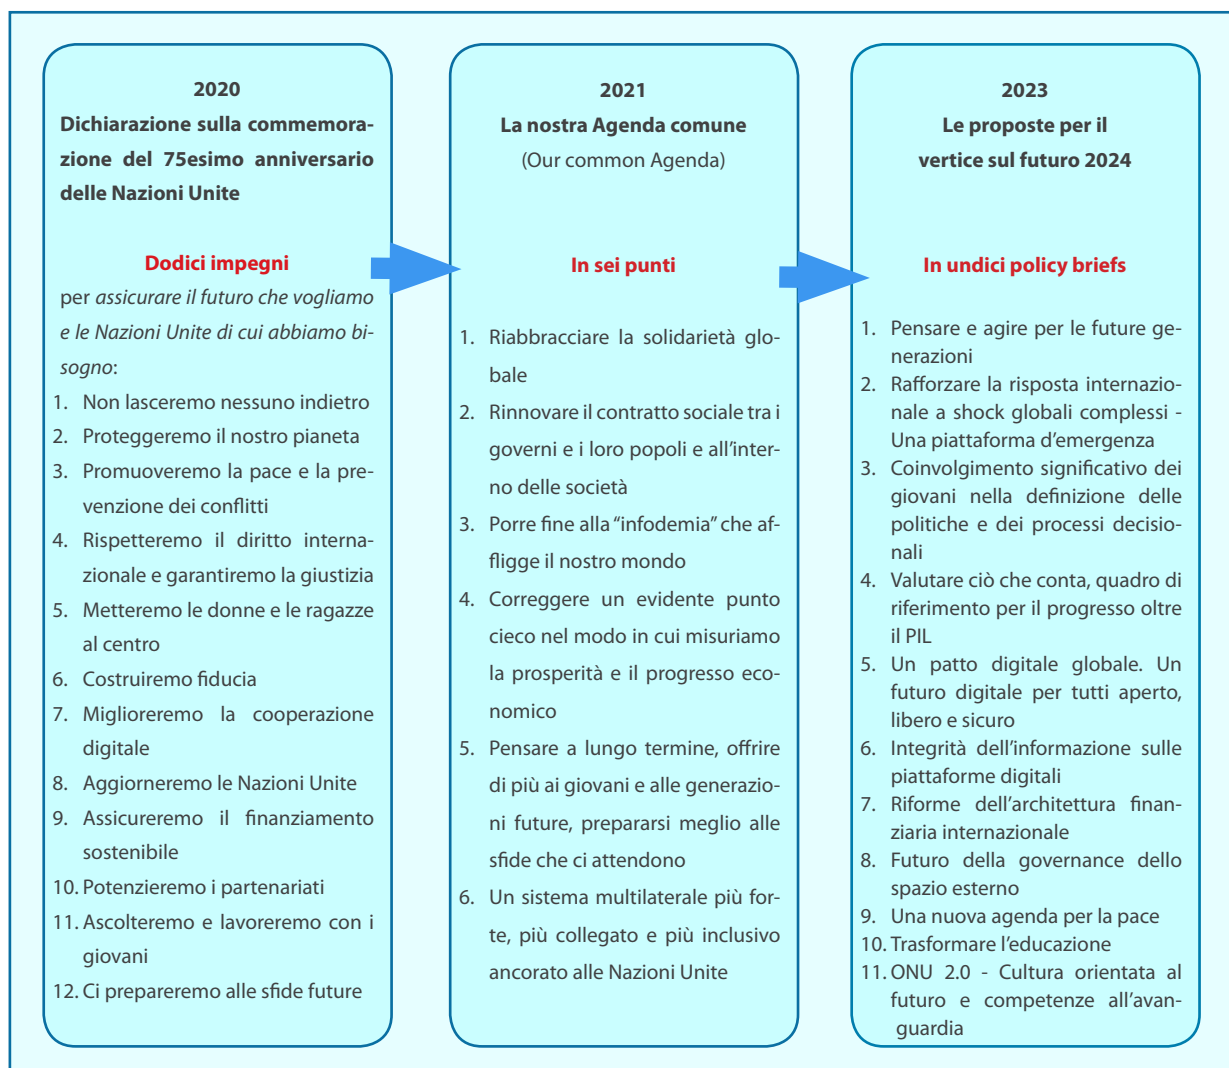 2020
Dichiarazione sulla commemora-
zione del 75esimo anniversario
delle Nazioni Unite
Dodici impegni
per assicurare il futuro che vogliamo
e le Nazioni Unite di cui abbiamo bi-
sogno:
1. Non lasceremo nessuno indietro
2. Proteggeremo il nostro pianeta
3. Promuoveremo la pace e la pre-
venzione dei conflitti
4. Rispetteremo il diritto interna-
zionale e garantiremo la giustizia
5. Metteremo le donne e le ragazze
al centro
6. Costruiremo fiducia
7. Miglioreremo la cooperazione
digitale
8. Aggiorneremo le Nazioni Unite
9. Assicureremo il finanziamento
sostenibile
10. Potenzieremo i partenariati
11. Ascolteremo e lavoreremo con i
giovani
12. Ci prepareremo alle sfide future
2021
La nostra Agenda comune
(Our common Agenda)
In sei punti
1. Riabbracciare la solidarietà glo-
bale
2. Rinnovare il contratto sociale tra i
governi e i loro popoli e all'inter-
no delle società
3. Porre fine alla "infodemia" che af-
fligge il nostro mondo
4. Correggere un evidente punto
cieco nel modo in cui misuriamo
la prosperità e il progresso eco-
nomico
5. Pensare a lungo termine, offrire
di più ai giovani e alle generazio-
ni future, prepararsi meglio alle
sfide che ci attendono
6. Un sistema multilaterale più for-
te, più collegato e più inclusivo
ancorato alle Nazioni Unite
2023
Le proposte per il
vertice sul futuro 2024
In undici policy briefs
1. Pensare e agire per le future ge-
nerazioni
2. Rafforzare la risposta internazio-
nale a shock globali complessi -
Una piattaforma d'emergenza
3. Coinvolgimento significativo dei
giovani nella definizione delle
politiche e dei processi decisio-
nali
4. Valutare ciò che conta, quadro di
riferimento per il progresso oltre
il PIL
5. Un patto digitale globale. Un
futuro digitale per tutti aperto,
libero e sicuro
6. Integrità dell'informazione sulle
piattaforme digitali
7. Riforme dell'architettura finan-
ziaria internazionale
8. Futuro della governance dello
spazio esterno
9. Una nuova agenda per la pace
10. Trasformare l'educazione
11. ONU 2.0 - Cultura orientata al
futuro e competenze all'avan-
guardia